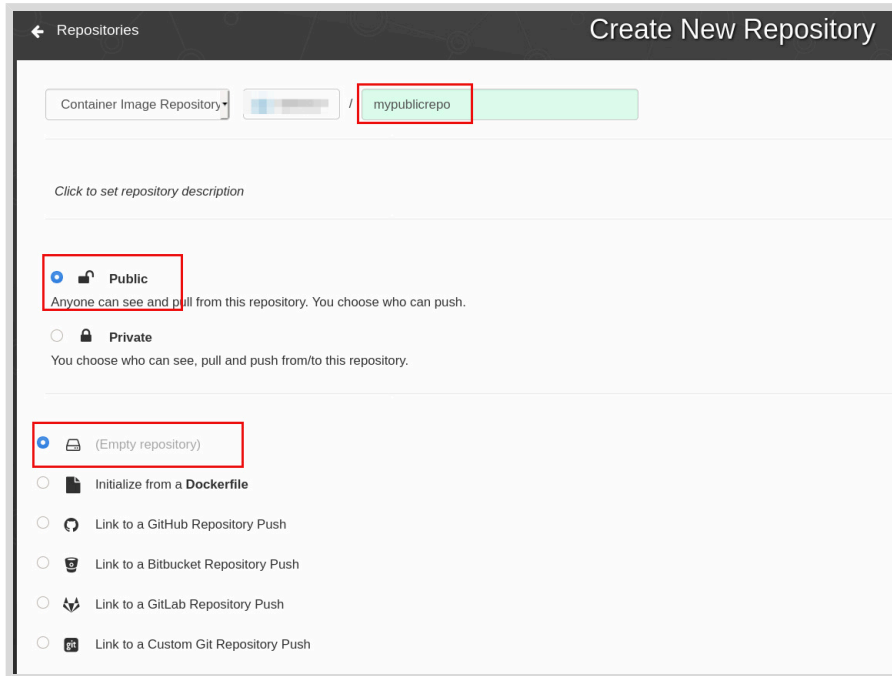 Repositories
Create New Repository
Container Image Repository
/
mypublicrepo
Click to set repository description
Public
Anyone can see and pull from this repository. You choose who can push.
Private
You choose who can see, pull and push from/to this repository.
(Empty repository)
Initialize from a Dockerfile
Link to a GitHub Repository Push
Link to a Bitbucket Repository Push
Link to a GitLab Repository Push
git Link to a Custom Git Repository Push